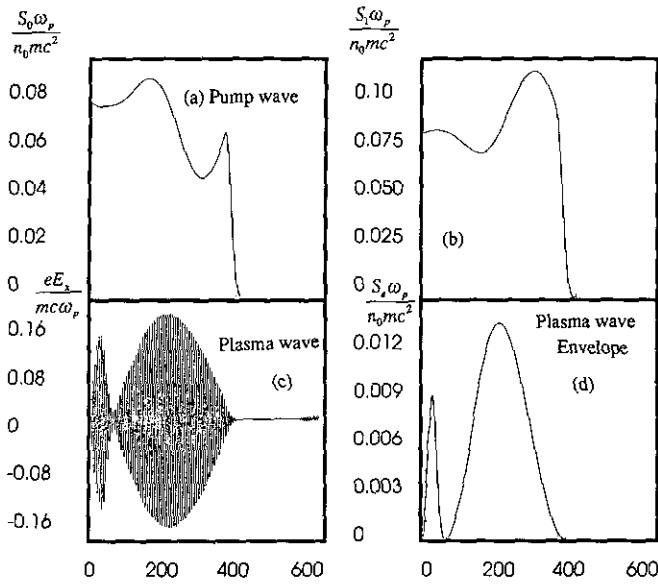 S₀ω_p / n₀mc²
0.08
0.06
0.04
0.02
0
(a) Pump wave
S₁ω_p / n₀mc²
0.10
0.075
0.050
0.025
0
(b)
eE_x / mcω_p
0.16
0.08
0
-0.08
-0.16
Plasma wave
(c)
0 200 400 600
S_eω_p / n₀mc²
0.012
0.009
0.006
0.003
0
Plasma wave
Envelope
(d)
0 200 400 600